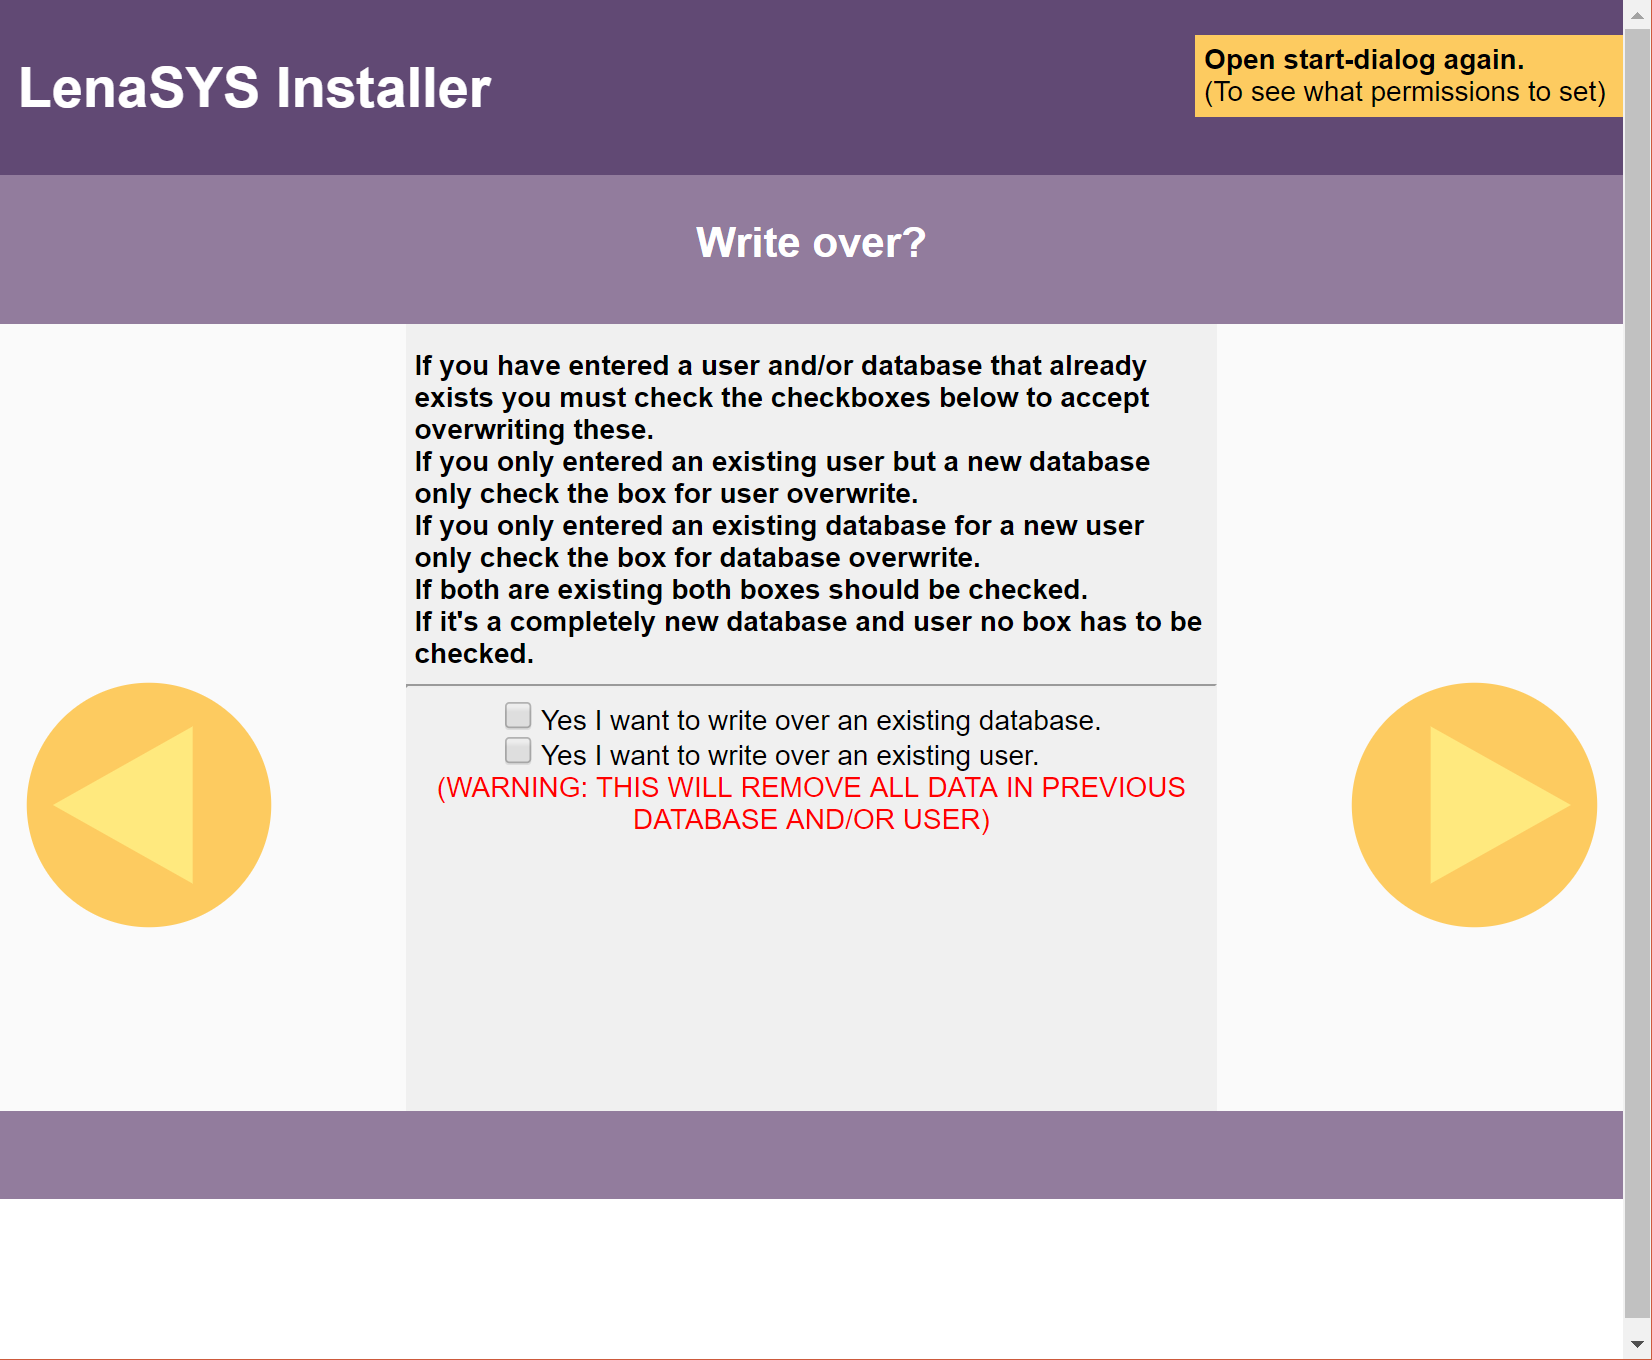 LenaSYS Installer
Open start-dialog again.
(To see what permissions to set)
Write over?
If you have entered a user and/or database that already
exists you must check the checkboxes below to accept
overwriting these.
If you only entered an existing user but a new database
only check the box for user overwrite.
If you only entered an existing database for a new user
only check the box for database overwrite.
If both are existing both boxes should be checked.
If it's a completely new database and user no box has to be
checked.
Yes I want to write over an existing database.
Yes I want to write over an existing user.
(WARNING: THIS WILL REMOVE ALL DATA IN PREVIOUS
DATABASE AND/OR USER)